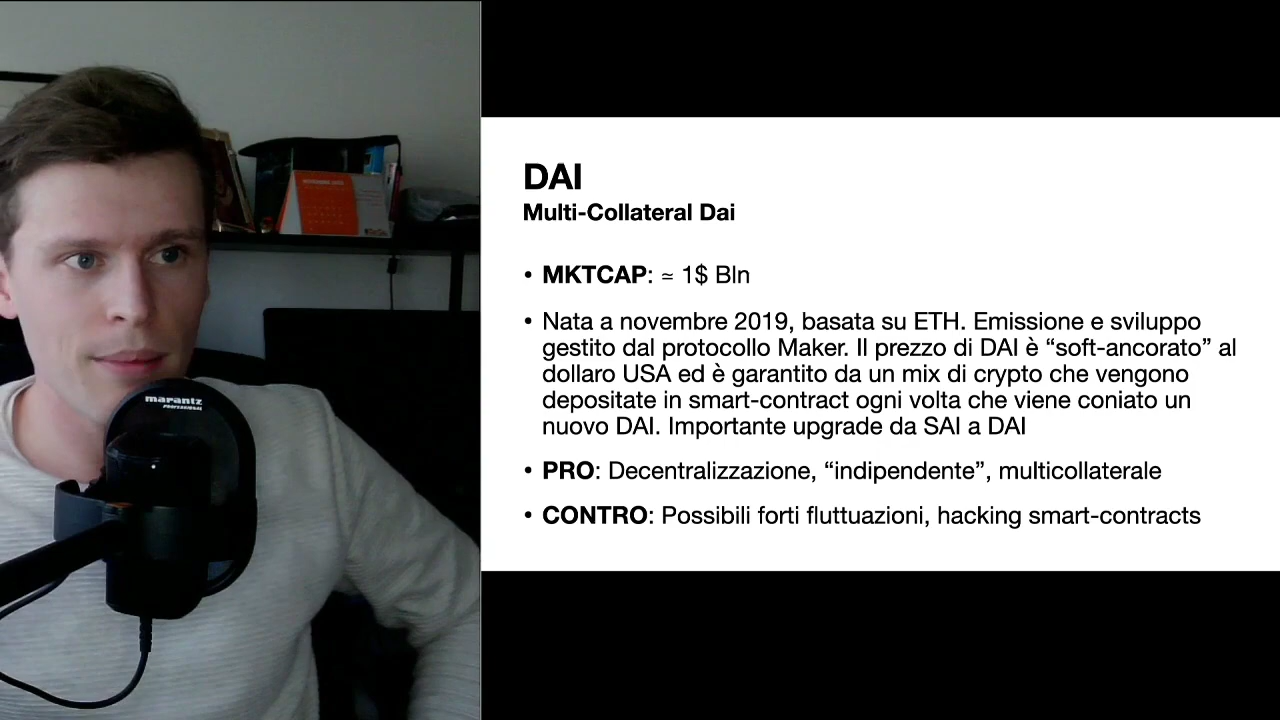 marantz
PROFESSIONAL
DAI
Multi-Collateral Dai
• MKTCAP: ≃ 1$ Bln
• Nata a novembre 2019, basata su ETH. Emissione e sviluppo
gestito dal protocollo Maker. Il prezzo di DAI è “soft-ancorato” al
dollaro USA ed è garantito da un mix di crypto che vengono
depositate in smart-contract ogni volta che viene coniato un
nuovo DAI. Importante upgrade da SAI a DAI
• PRO: Decentralizzazione, “indipendente”, multicollaterale
• CONTRO: Possibili forti fluttuazioni, hacking smart-contracts